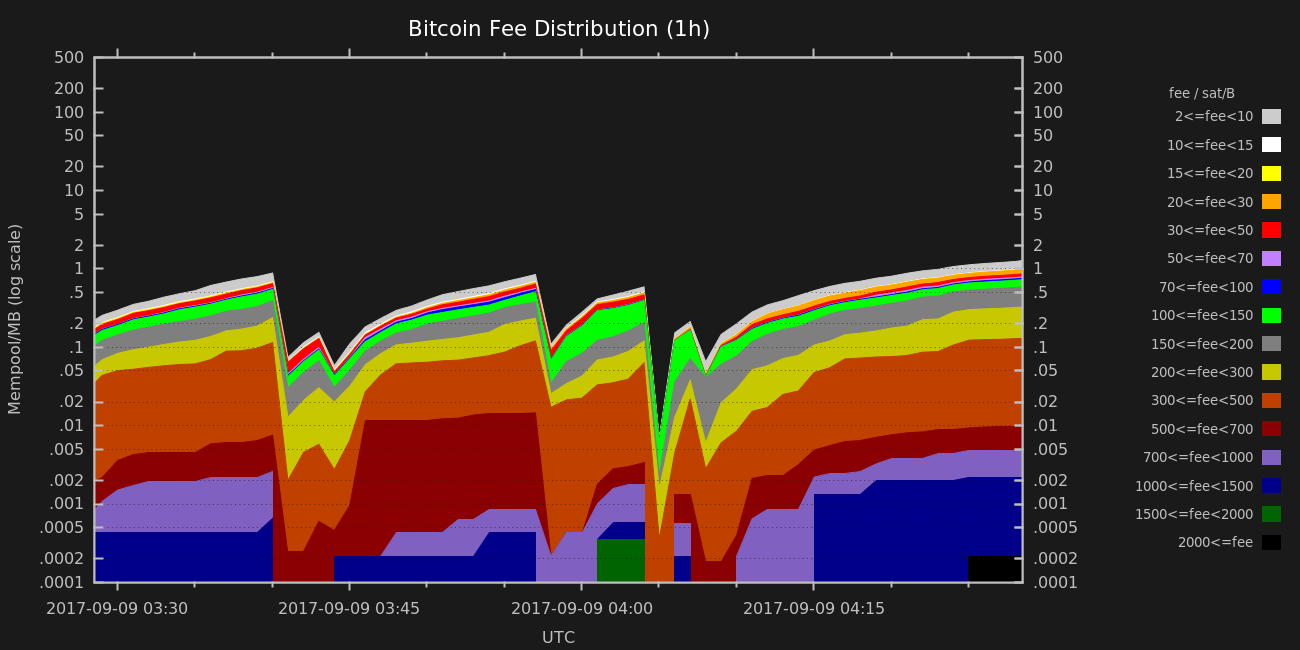 Bitcoin Fee Distribution (1h)
500
200
100
50
20
10
5
2
1
.5
.2
.1
.05
.02
.01
.005
.002
.001
.0005
.0002
.0001
Mempool/MB (log scale)
500
200
100
50
20
10
5
2
1
.5
.2
.1
.05
.02
.01
.005
.002
.001
.0005
.0002
.0001
2017-09-09 03:30 2017-09-09 03:45 2017-09-09 04:00 2017-09-09 04:15
UTC
fee / sat/B
2<=fee<10
10<=fee<15
15<=fee<20
20<=fee<30
30<=fee<50
50<=fee<70
70<=fee<100
100<=fee<150
150<=fee<200
200<=fee<300
300<=fee<500
500<=fee<700
700<=fee<1000
1000<=fee<1500
1500<=fee<2000
2000<=fee